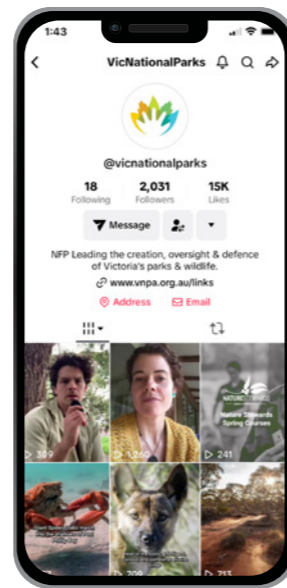 1:43
VicNationalParks
@vicnationalparks
18 2,031 15K
Following Followers Likes
Message
NFP Leading the creation, oversight & defence
of Victoria's parks & wildlife.
www.vnpa.org.au/links
Address Email
309 1,260 241
NATURESTEWARDS
Nature Stewards
Spring Courses
709 713